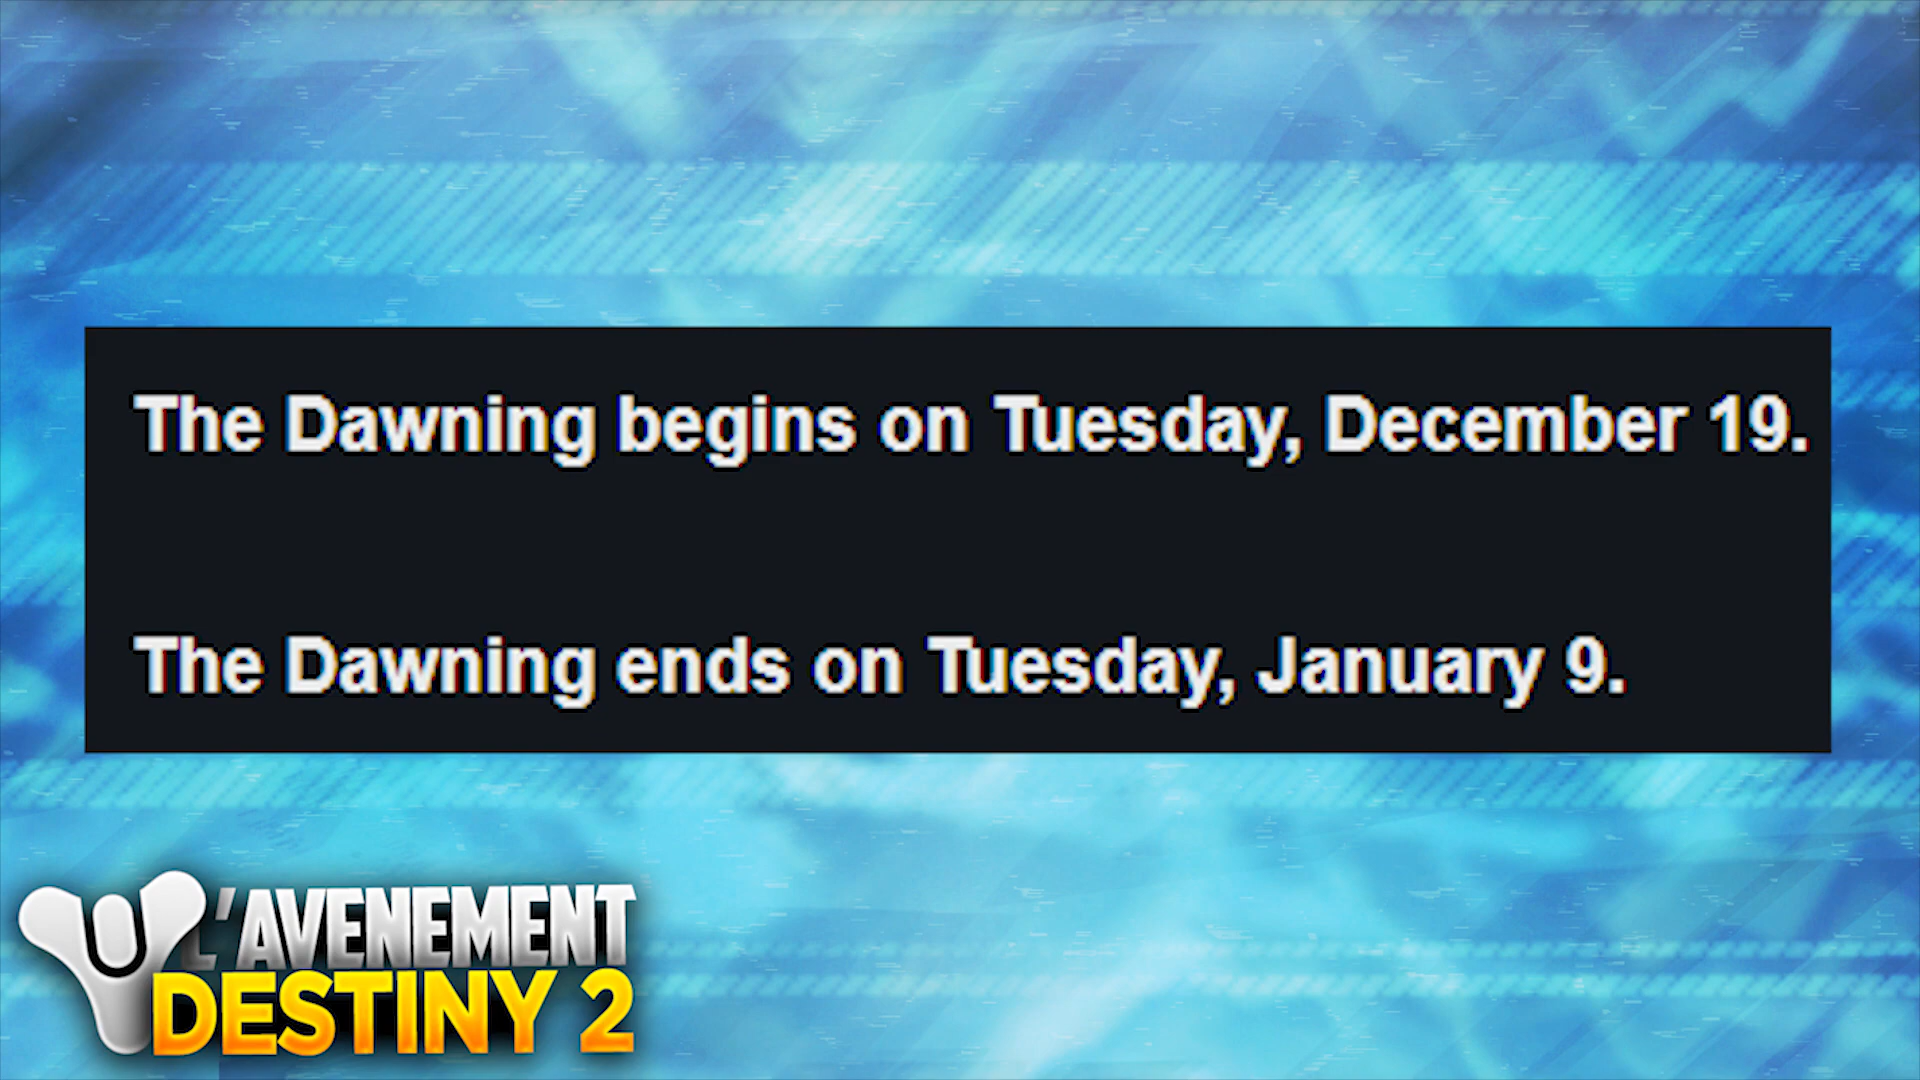 The Dawning begins on Tuesday, December 19.
The Dawning ends on Tuesday, January 9.
L'AVENEMENT
DESTINY 2